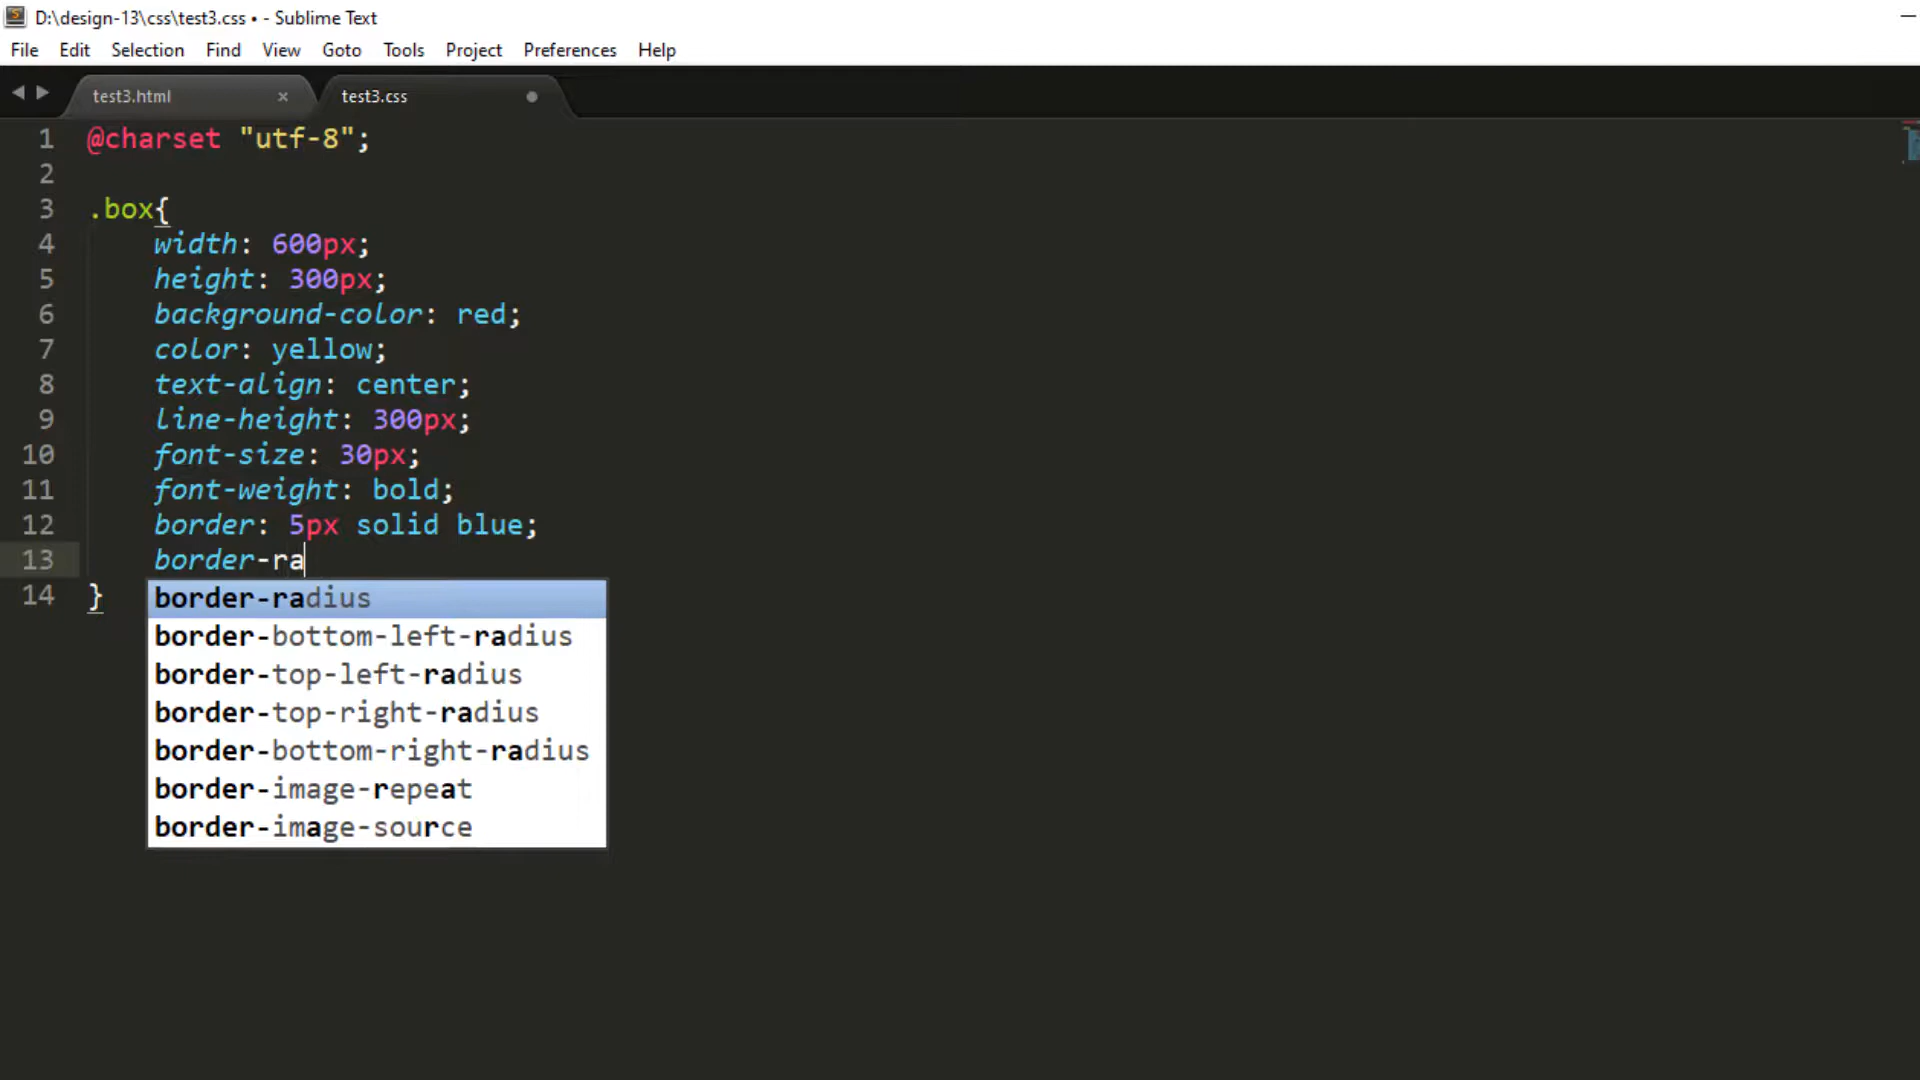 D:\design-13\css\test3.css • - Sublime Text
File Edit Selection Find View Goto Tools Project Preferences Help
test3.html × test3.css
1 @charset "utf-8";
2
3 .box{
4 width: 600px;
5 height: 300px;
6 background-color: red;
7 color: yellow;
8 text-align: center;
9 line-height: 300px;
10 font-size: 30px;
11 font-weight: bold;
12 border: 5px solid blue;
13 border-ra
14 }
border-radius
border-bottom-left-radius
border-top-left-radius
border-top-right-radius
border-bottom-right-radius
border-image-repeat
border-image-source